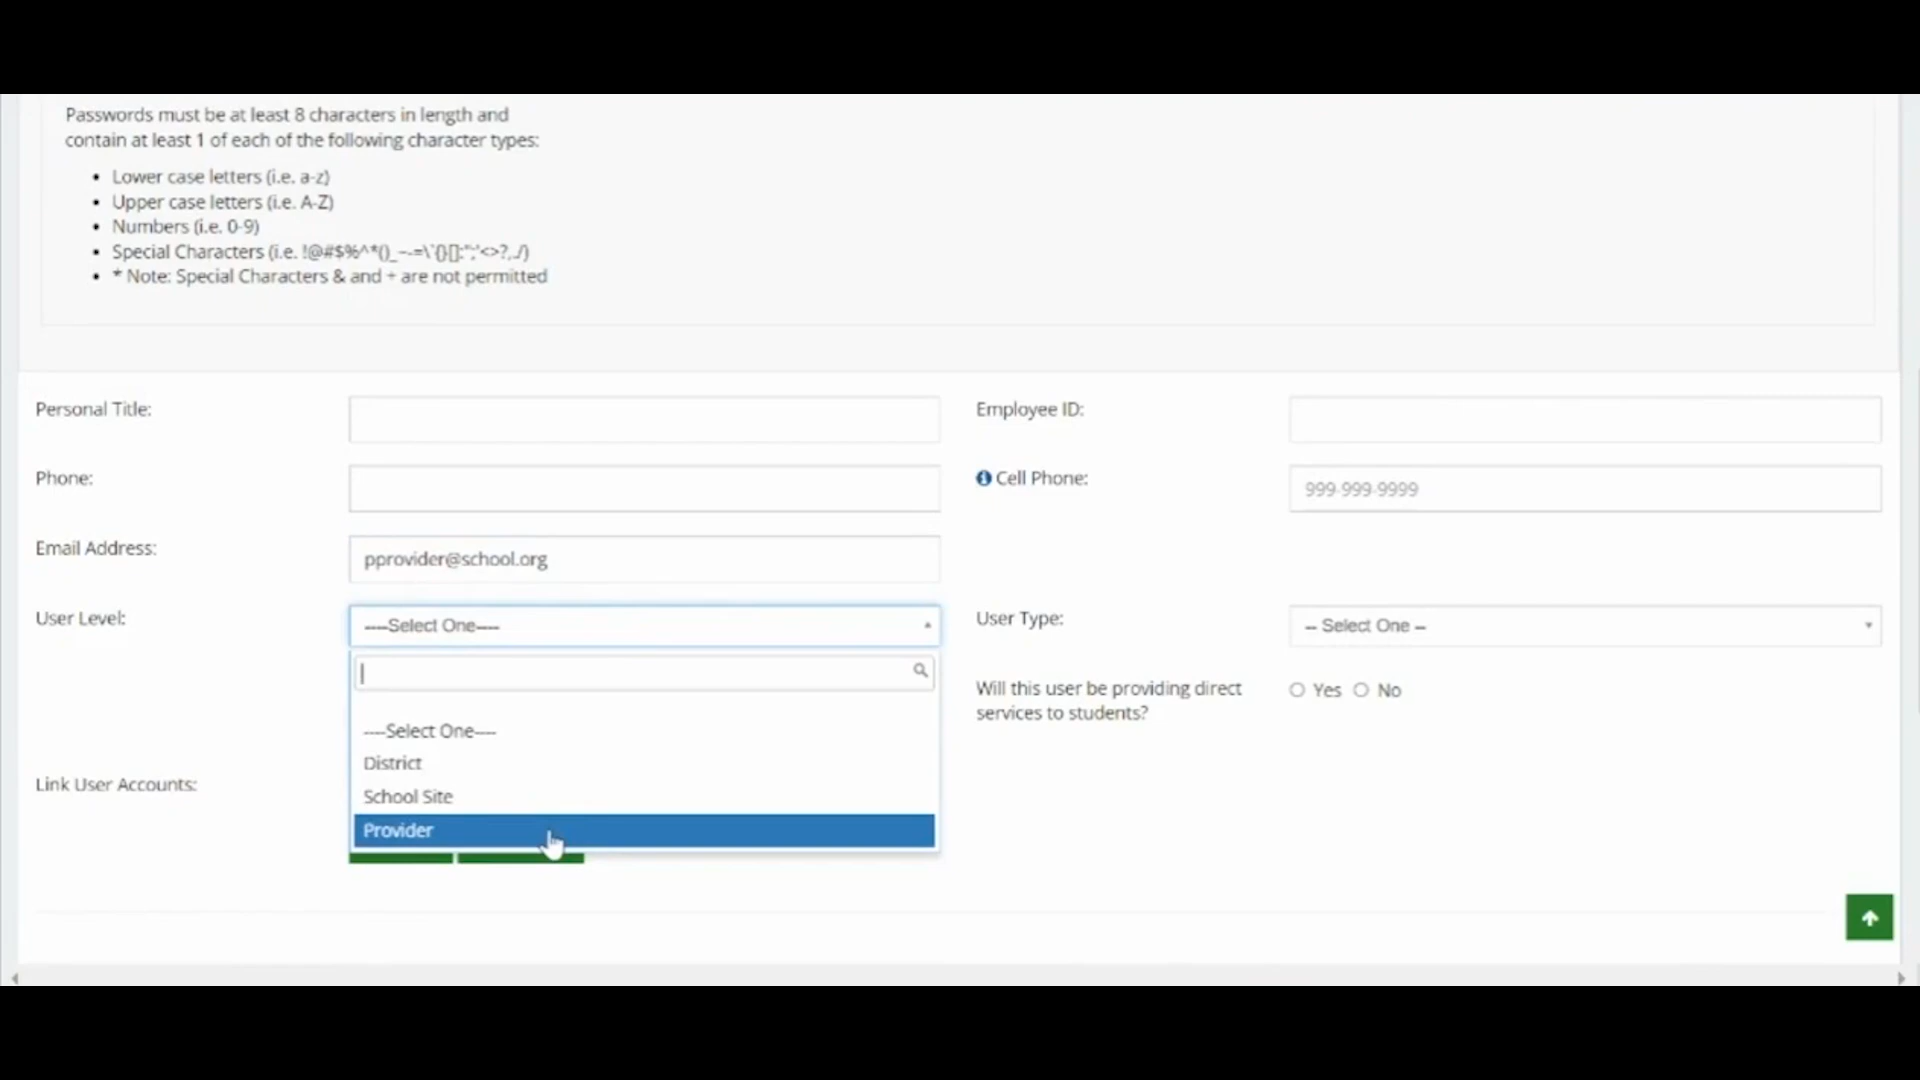 Passwords must be at least 8 characters in length and
contain at least 1 of each of the following character types:
• Lower case letters (i.e. a-z)
• Upper case letters (i.e. A-Z)
• Numbers (i.e. 0-9)
• Special Characters (i.e. !@#$%^*()_~-=\`{}[]:";'<>?,./)
• * Note: Special Characters & and + are not permitted
Personal Title:
Employee ID:
Phone:
Cell Phone:
999-999-9999
Email Address:
pprovider@school.org
User Level:
----Select One----
User Type:
-- Select One --
Will this user be providing direct
services to students?
Yes No
----Select One----
District
School Site
Provider
Link User Accounts: